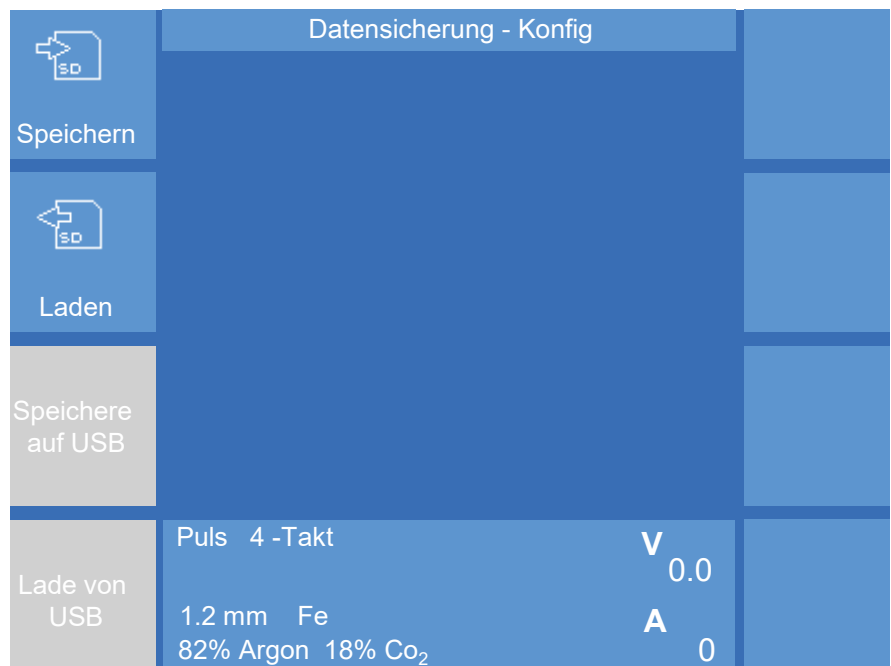 Datensicherung - Konfig
SD
Speichern
SD
Laden
Speichere
auf USB
Lade von
USB
Puls 4 -Takt
V
0.0
1.2 mm Fe
A
82% Argon 18% Co₂
0